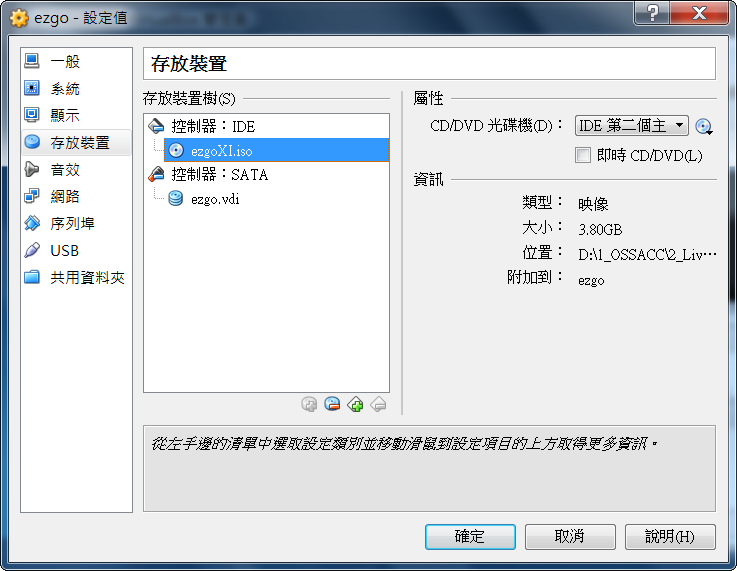 ezgo - 設定值
一般
系統
顯示
存放裝置
音效
網路
序列埠
USB
共用資料夾
存放裝置
存放裝置樹(S)
控制器：IDE
ezgoXI.iso
控制器：SATA
ezgo.vdi
屬性
CD/DVD 光碟機(D)： IDE 第二個主
即時 CD/DVD(L)
資訊
類型： 映像
大小： 3.80GB
位置： D:\1_OSSACC\2_Liv…
附加到： ezgo
從左手邊的清單中選取設定類別並移動滑鼠到設定項目的上方取得更多資訊。
確定 取消 說明(H)